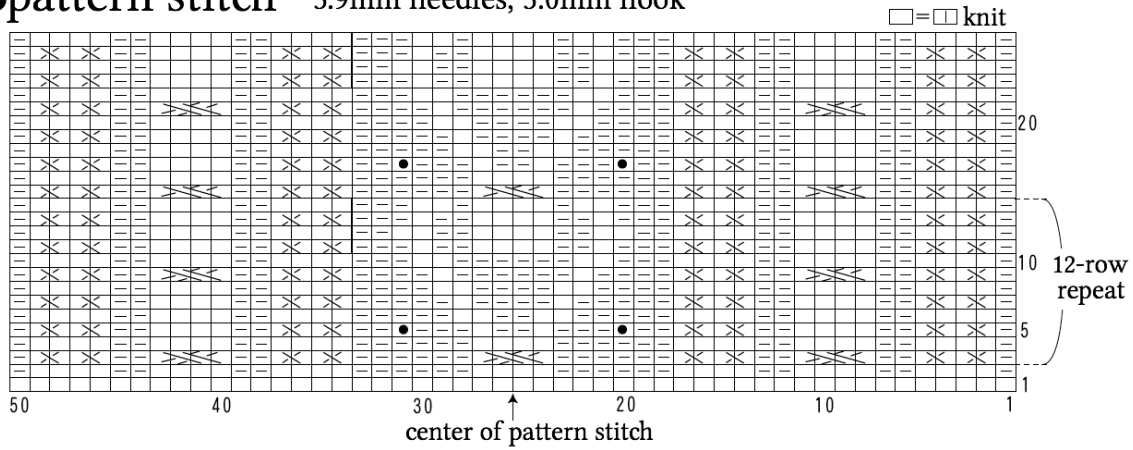 pattern stitch 3.9mm needles, 3.0mm hook
= knit
20
10
12-row
repeat
5
1
50 40 30 20 10 1
center of pattern stitch